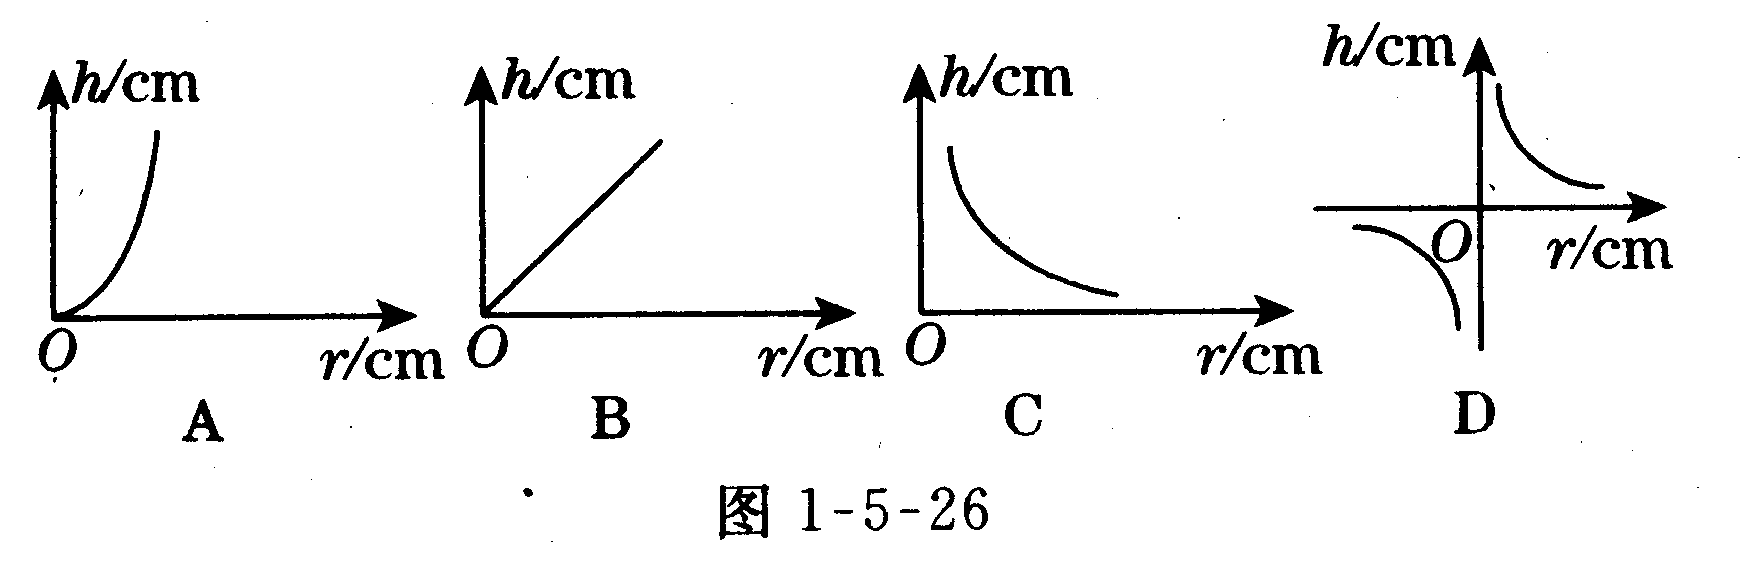 h/cm h/cm h/cm h/cm
O r/cm O r/cm O r/cm O r/cm
A B C D
图 1-5-26